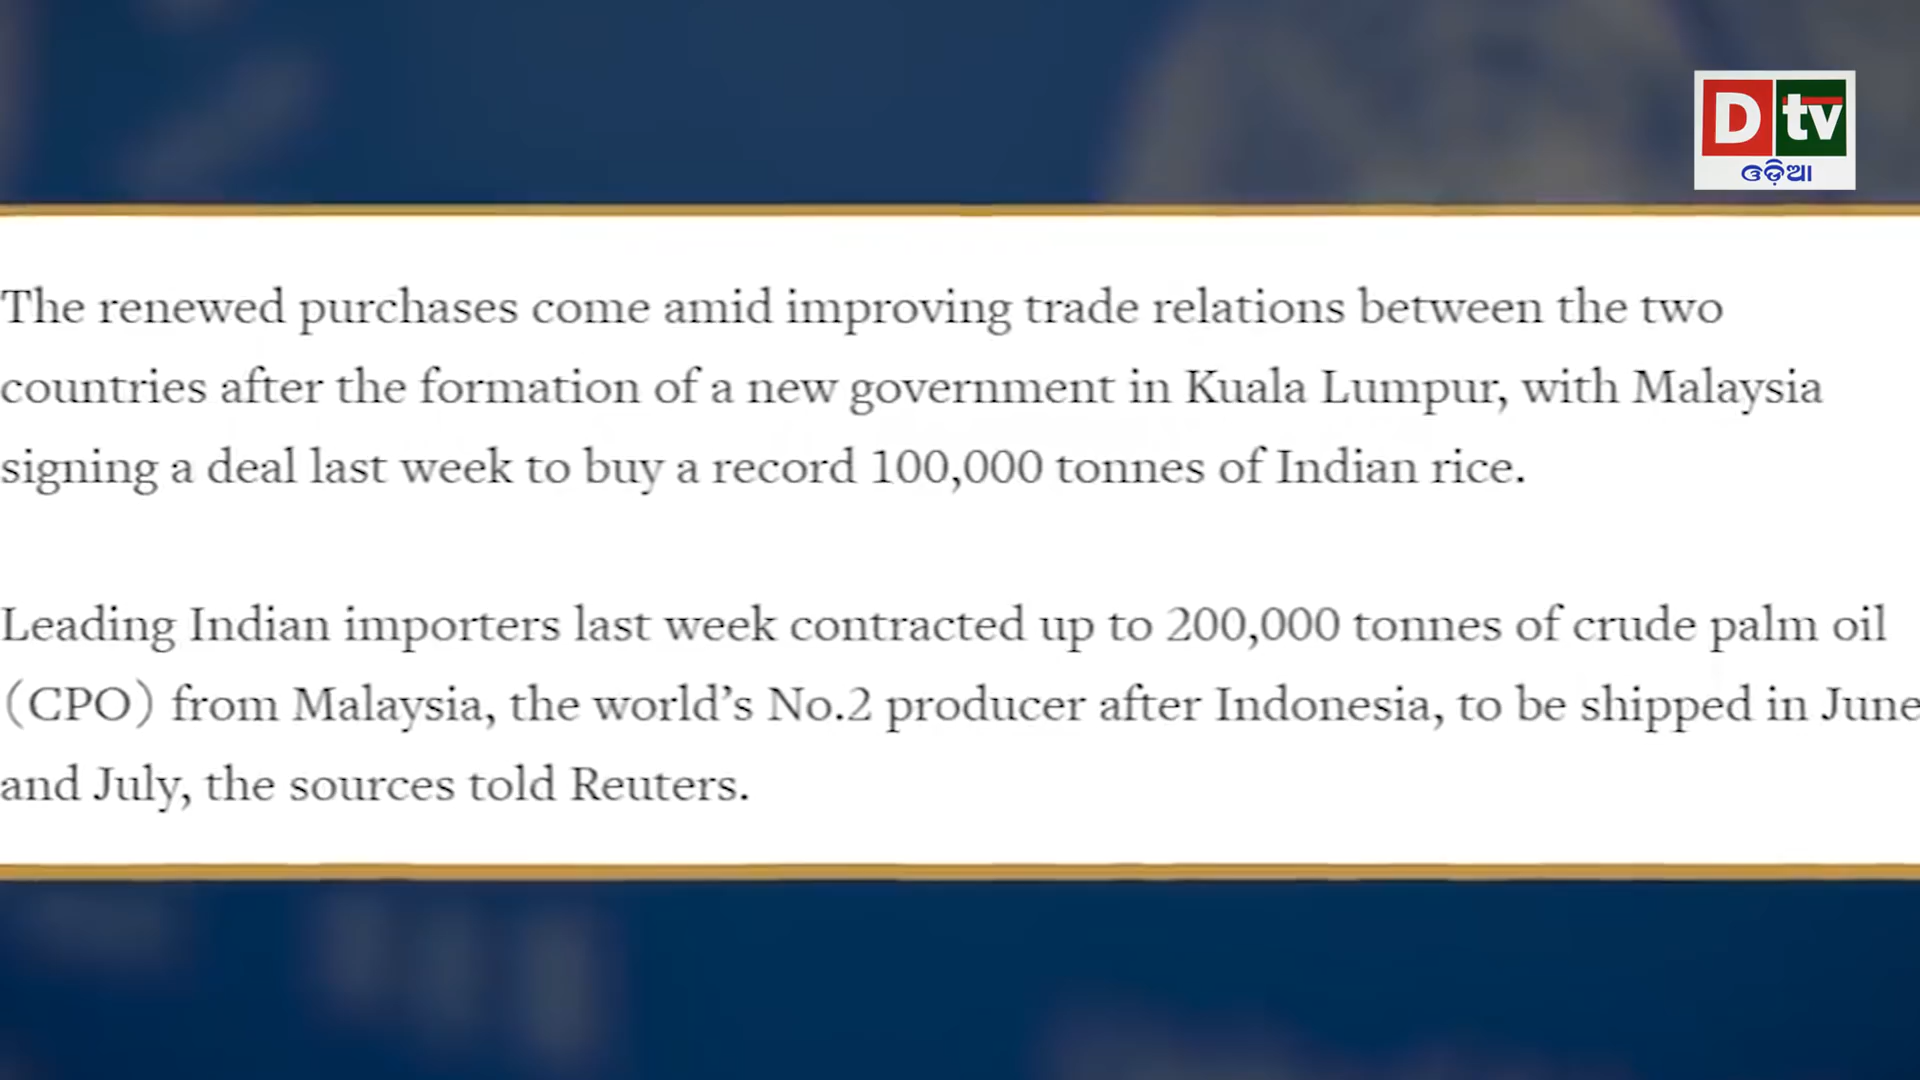 D tv
ଓଡ଼ିଆ
The renewed purchases come amid improving trade relations between the two
countries after the formation of a new government in Kuala Lumpur, with Malaysia
signing a deal last week to buy a record 100,000 tonnes of Indian rice.
Leading Indian importers last week contracted up to 200,000 tonnes of crude palm oil
(CPO) from Malaysia, the world’s No.2 producer after Indonesia, to be shipped in June
and July, the sources told Reuters.